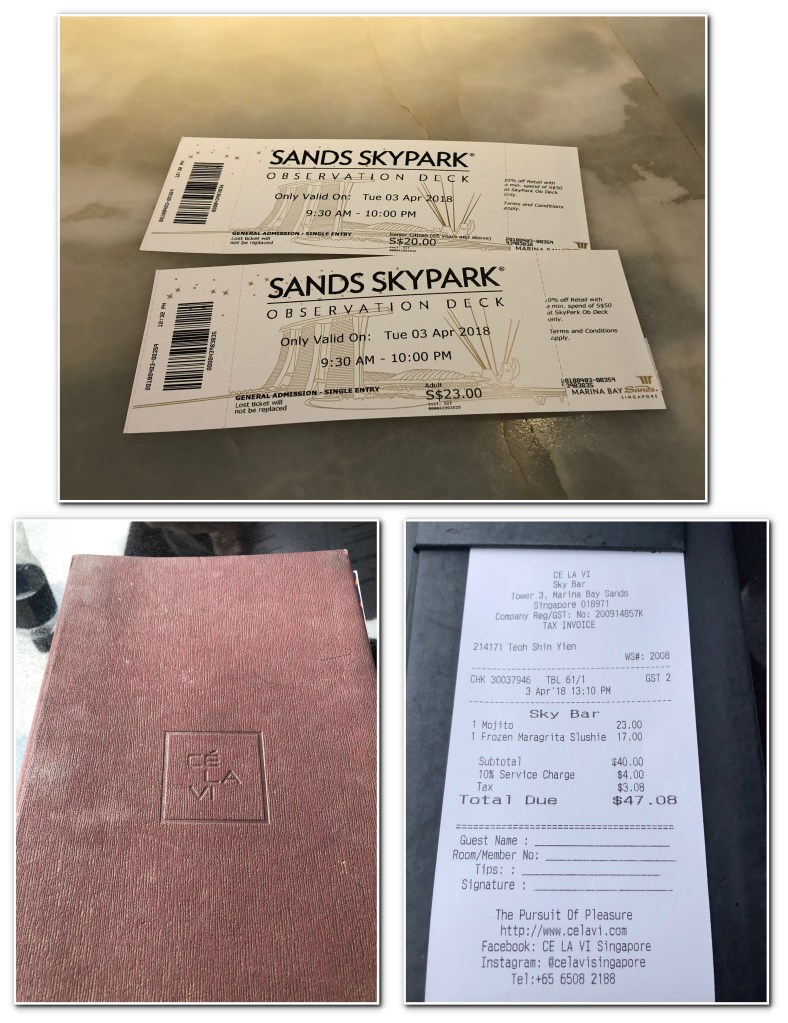 SANDS SKYPARK®
OBSERVATION DECK
Only Valid On: Tue 03 Apr 2018
9:30 AM - 10:00 PM
GENERAL ADMISSION - SINGLE ENTRY
Lost ticket will
not be replaced
Senior Citizen (65 years and above)
S$20.00
10% off Retail with
a min. spend of S$50
at SkyPark Ob Deck
only.
Terms and Conditions
apply.
MARINA BAY
SANDS SKYPARK®
OBSERVATION DECK
Only Valid On: Tue 03 Apr 2018
9:30 AM - 10:00 PM
12:32 PM
GENERAL ADMISSION - SINGLE ENTRY
Lost ticket will
not be replaced
Adult
S$23.00
10% off Retail with
a min. spend of S$50
at SkyPark Ob Deck
only.
Terms and Conditions
apply.
MARINA BAY Sands
SINGAPORE
CÉ
LA
VI
CE LA VI
Sky Bar
Tower 3, Marina Bay Sands
Singapore 018971
Company Reg/GST: No: 200914857K
TAX INVOICE
214171 Teoh Shin Yien
WS#: 2008
CHK 30037946 TBL 61/1 GST 2
3 Apr'18 13:10 PM
Sky Bar
1 Mojito 23.00
1 Frozen Maragrita Slushie 17.00
Subtotal $40.00
10% Service Charge $4.00
Tax $3.08
Total Due $47.08
Guest Name :
Room/Member No:
Tips: :
Signature :
The Pursuit Of Pleasure
http://www.celavi.com
Facebook: CE LA VI Singapore
Instagram: @celavisingapore
Tel:+65 6508 2188